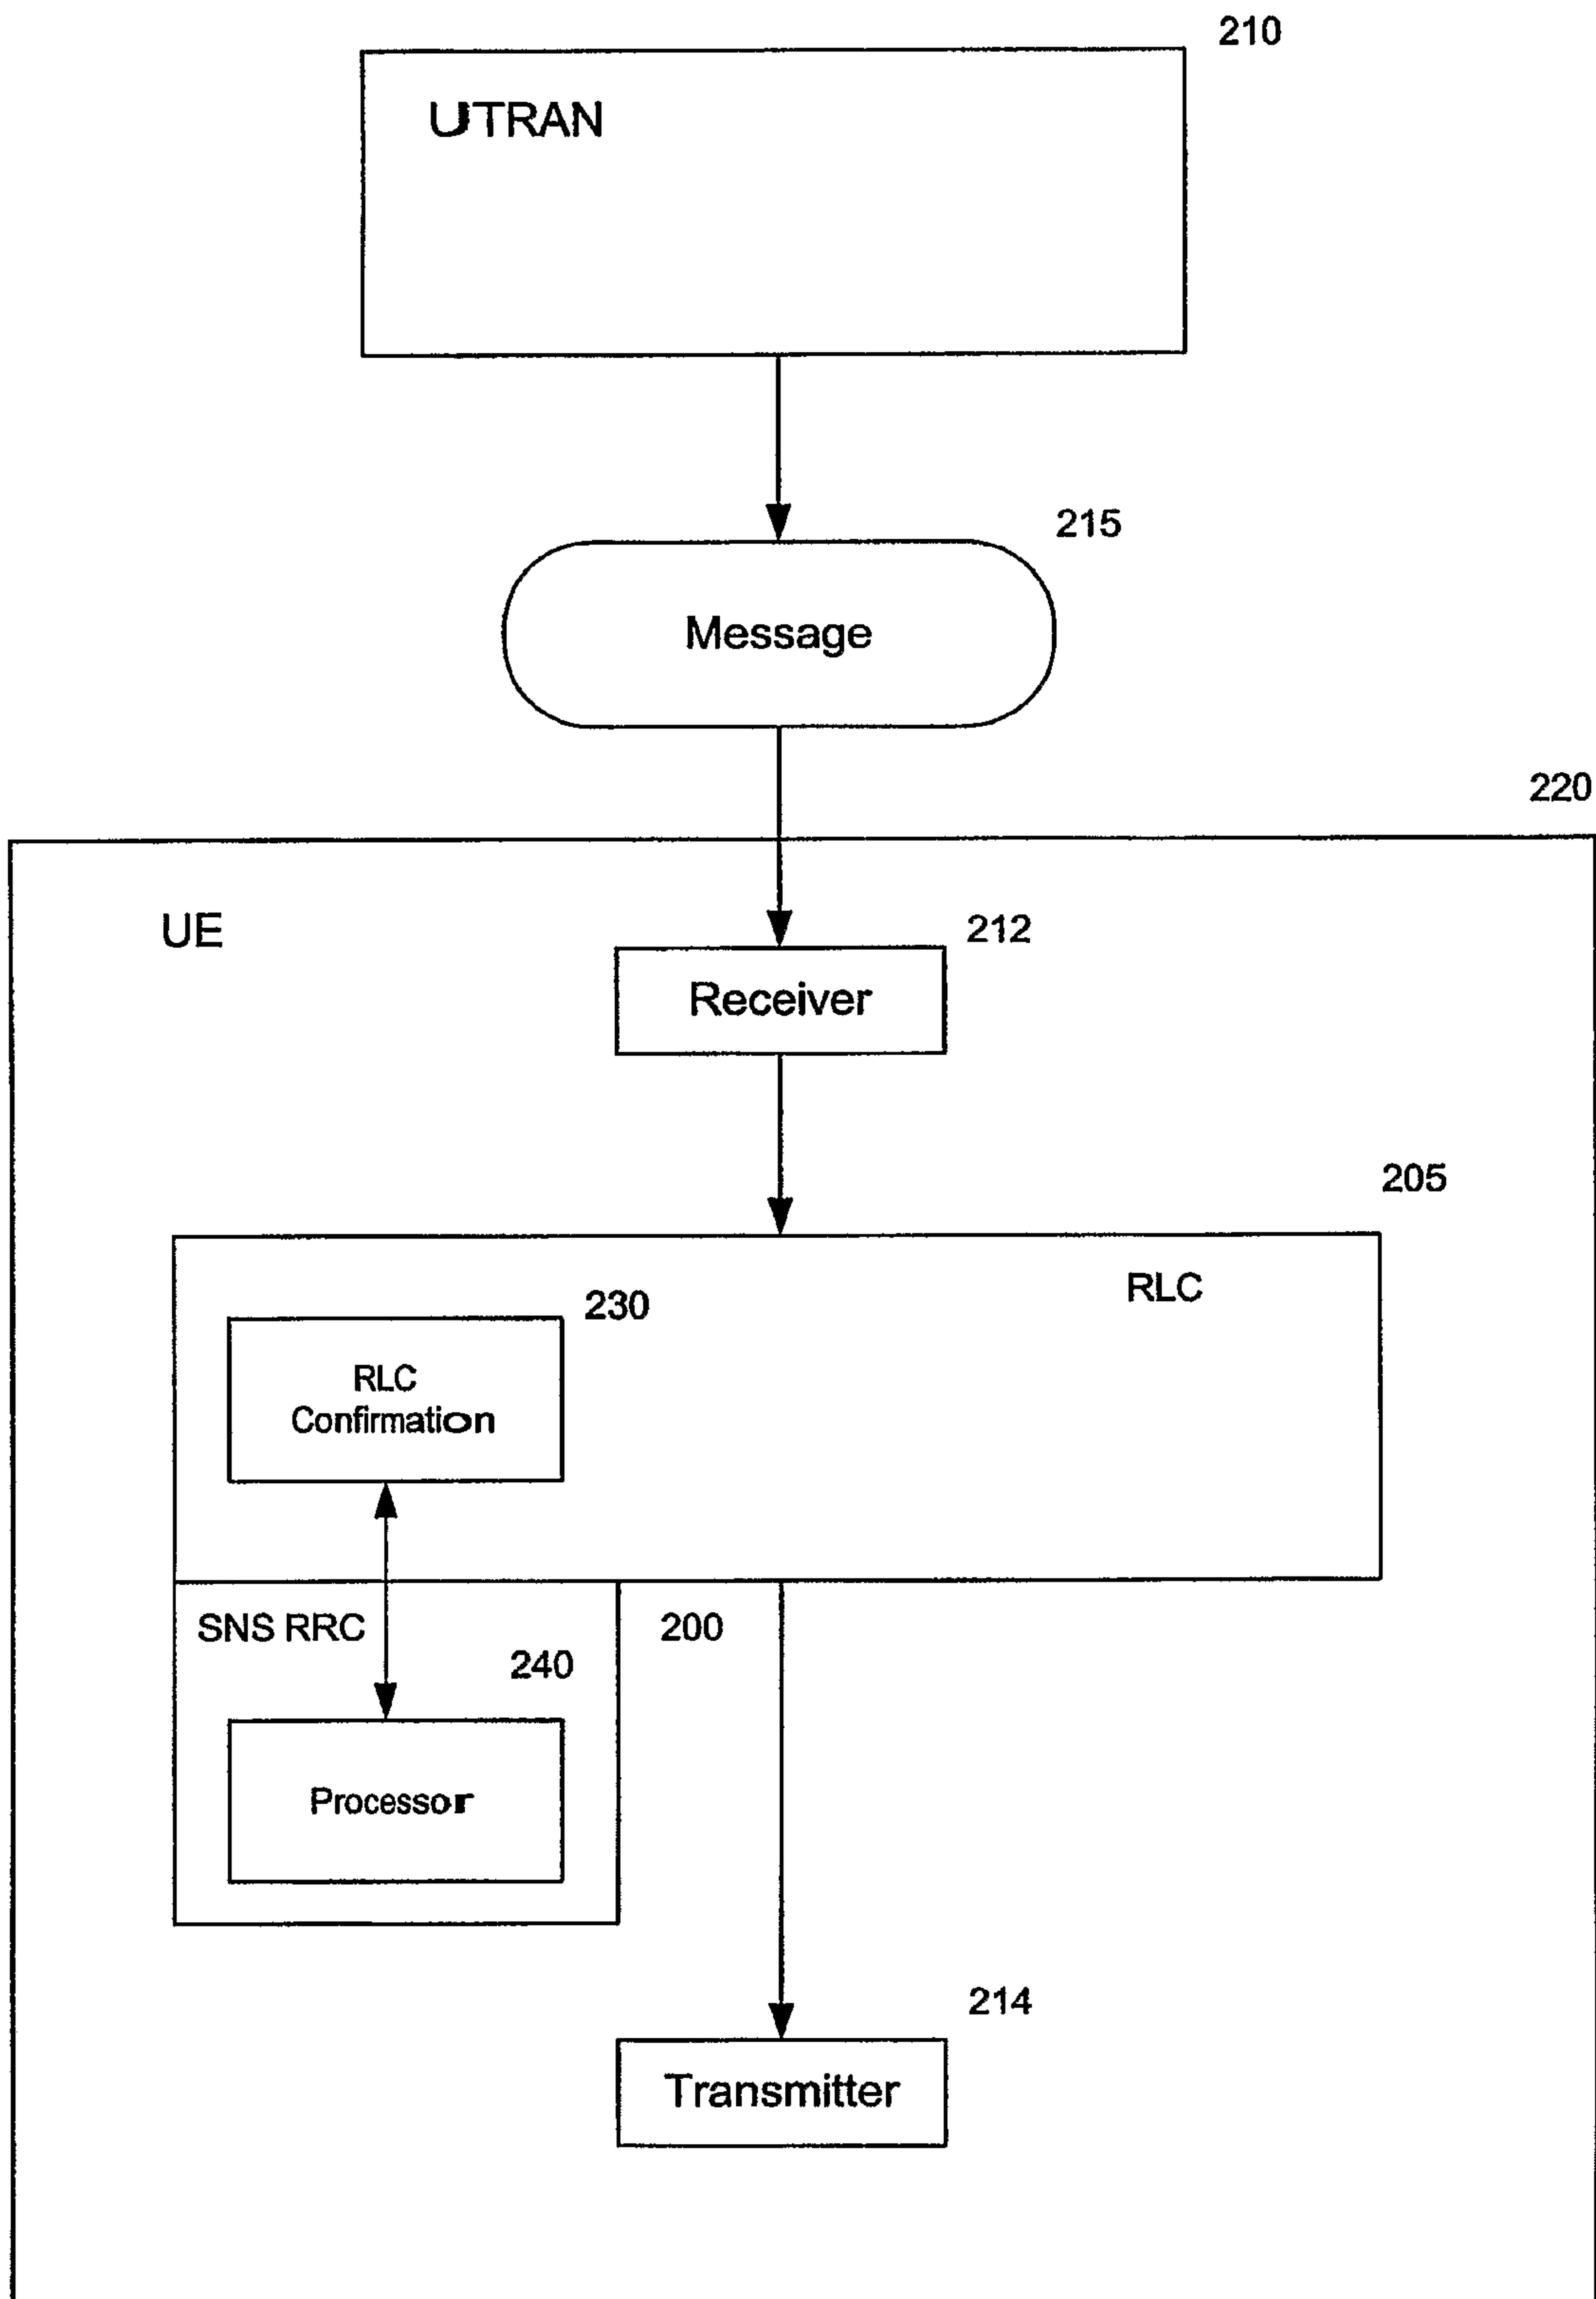 210
UTRAN
215
Message
220
UE
212
Receiver
205
RLC
230
RLC
Confirmation
SNS RRC
200
240
Processor
214
Transmitter